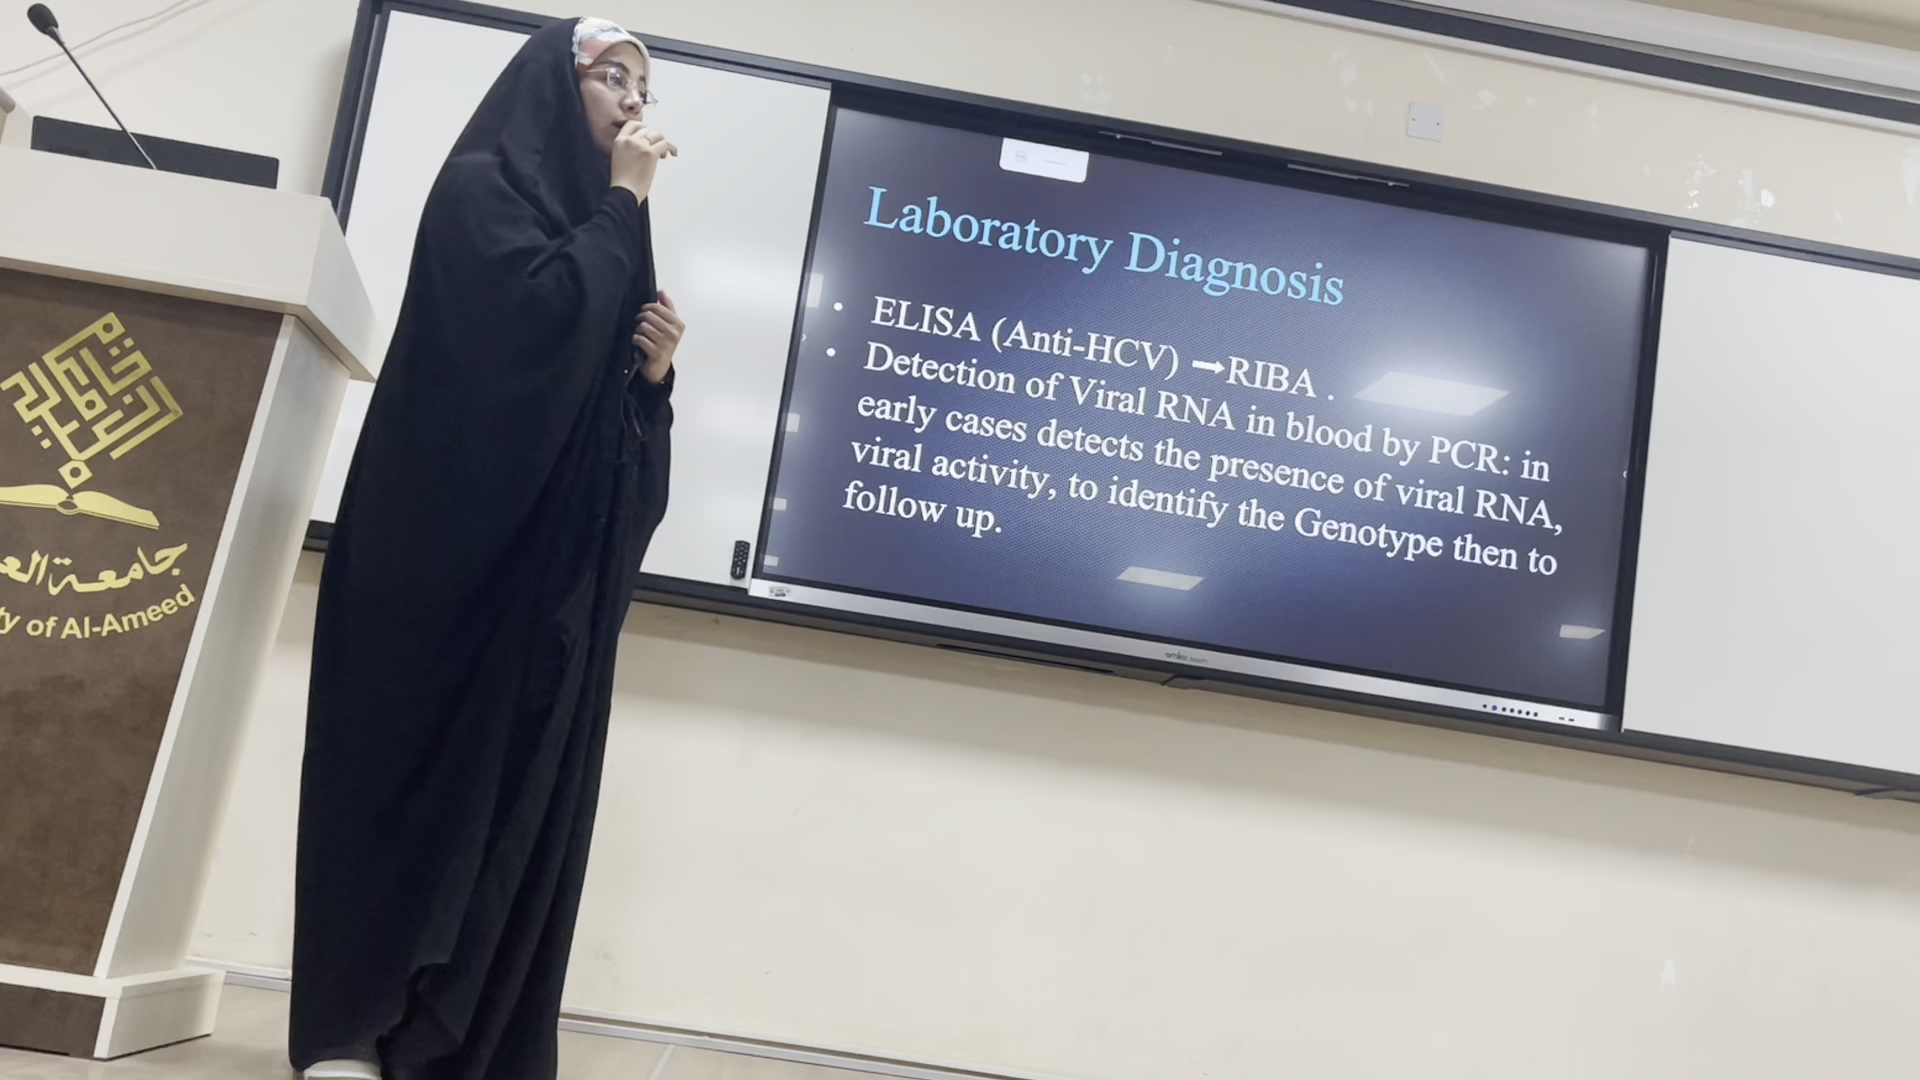 Laboratory Diagnosis
• ELISA (Anti-HCV) ➞RIBA .
• Detection of Viral RNA in blood by PCR: in
early cases detects the presence of viral RNA,
viral activity, to identify the Genotype then to
follow up.
جامعة
ty of Al-Ameed